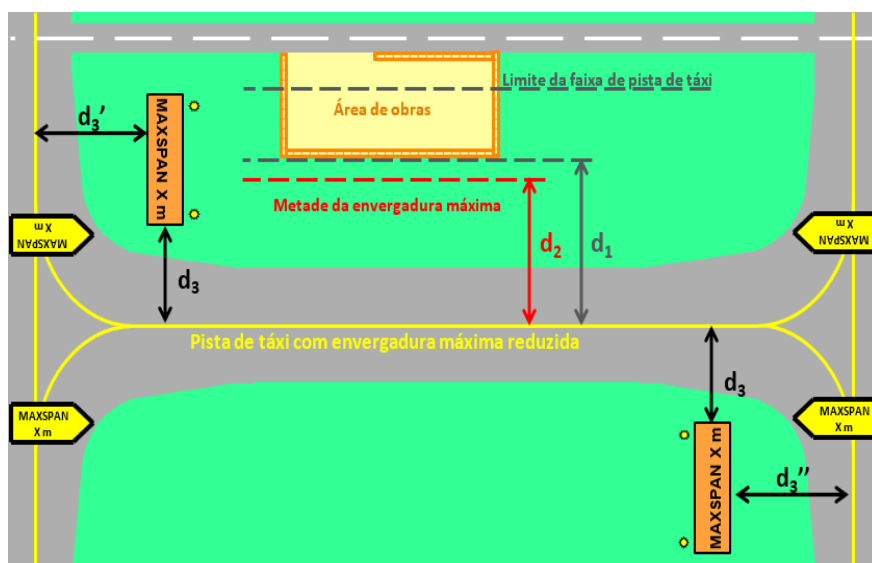 Limite da faixa de pista de táxi
Área de obras
d3’
MAXSPAN X m
Metade da envergadura máxima
MAXSPAN
X m
MAXSPAN
X m
d2
d1
d3
Pista de táxi com envergadura máxima reduzida
d3
MAXSPAN
X m
MAXSPAN
X m
MAXSPAN X m
d3’’